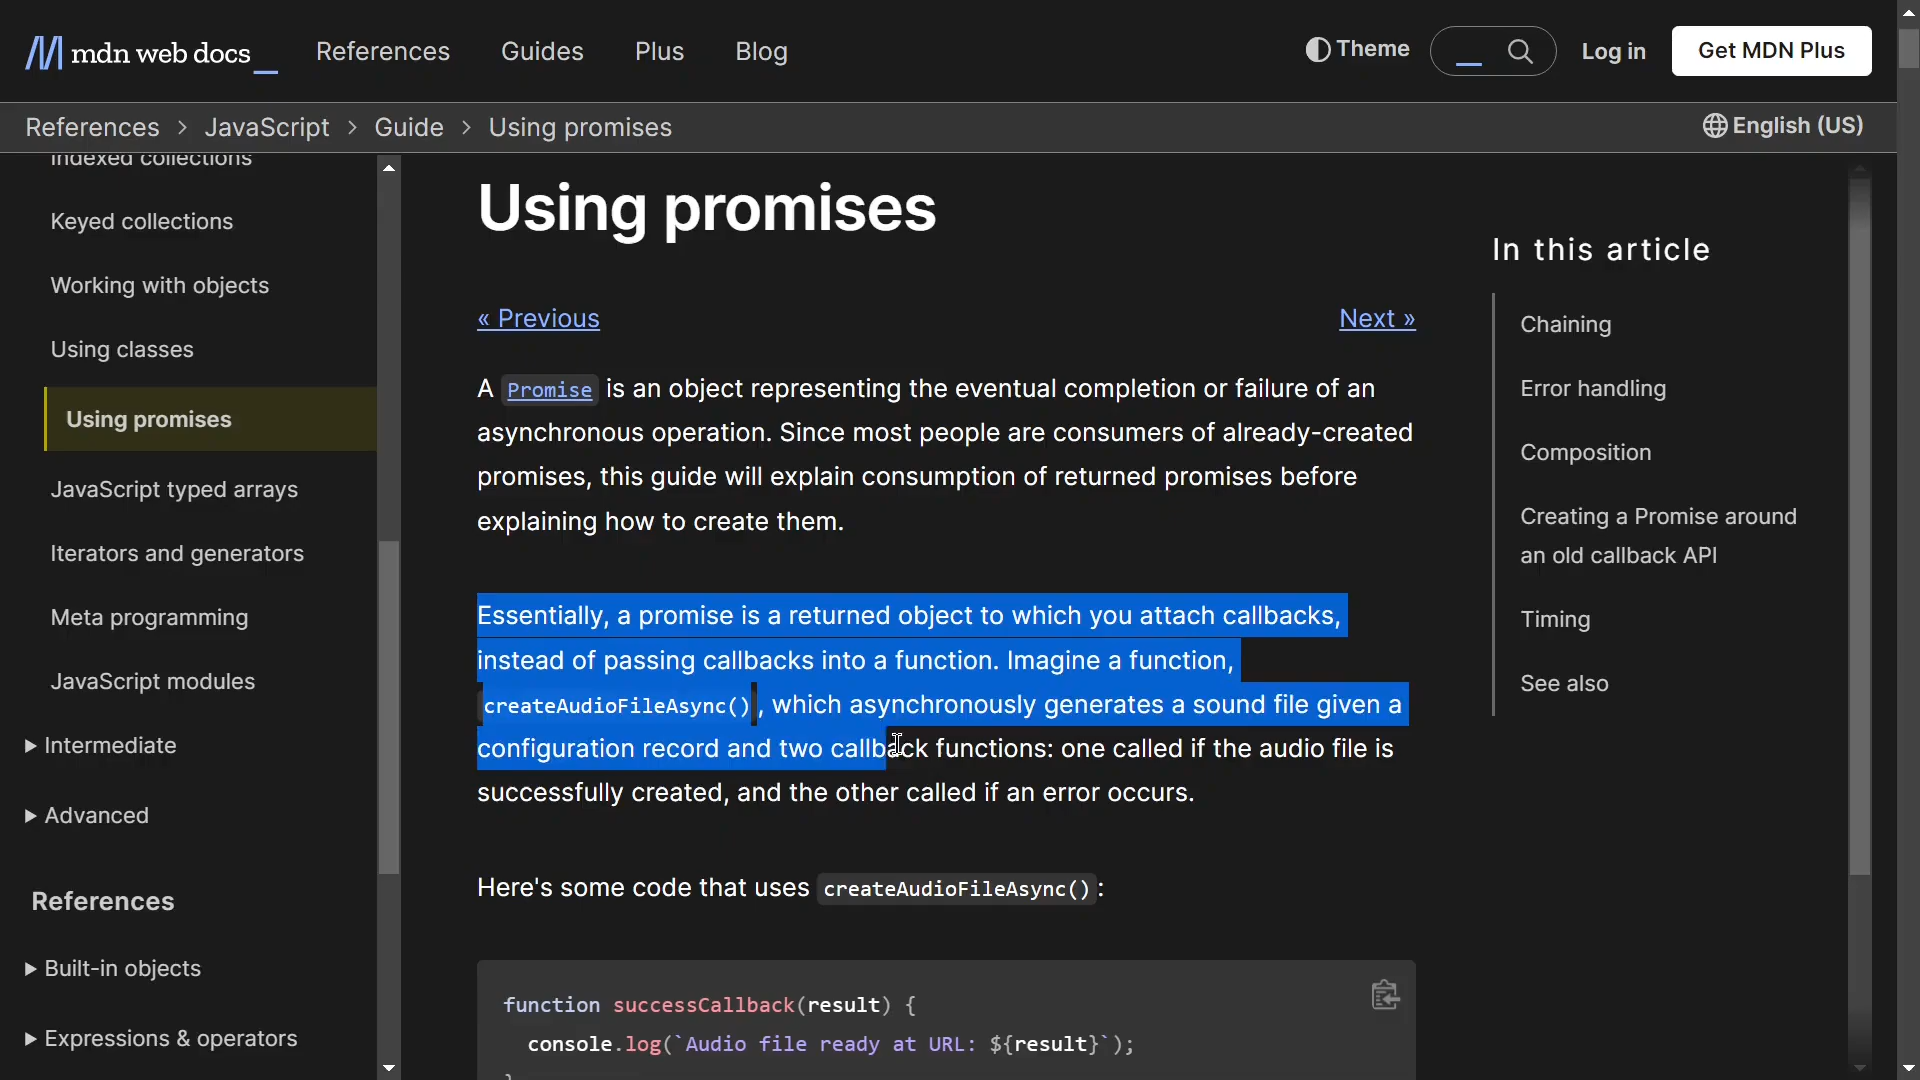 mdn web docs_
References
Guides
Plus
Blog
Theme
Log in
Get MDN Plus
References > JavaScript > Guide > Using promises
English (US)
Indexed collections
Keyed collections
Working with objects
Using classes
Using promises
JavaScript typed arrays
Iterators and generators
Meta programming
JavaScript modules
Intermediate
Advanced
References
Built-in objects
Expressions & operators
Using promises
« Previous
Next »
A Promise is an object representing the eventual completion or failure of an
asynchronous operation. Since most people are consumers of already-created
promises, this guide will explain consumption of returned promises before
explaining how to create them.
Essentially, a promise is a returned object to which you attach callbacks,
instead of passing callbacks into a function. Imagine a function,
createAudioFileAsync(), which asynchronously generates a sound file given a
configuration record and two callback functions: one called if the audio file is
successfully created, and the other called if an error occurs.
Here's some code that uses createAudioFileAsync():
function successCallback(result) {
console.log(`Audio file ready at URL: ${result}`);
}
In this article
Chaining
Error handling
Composition
Creating a Promise around
an old callback API
Timing
See also